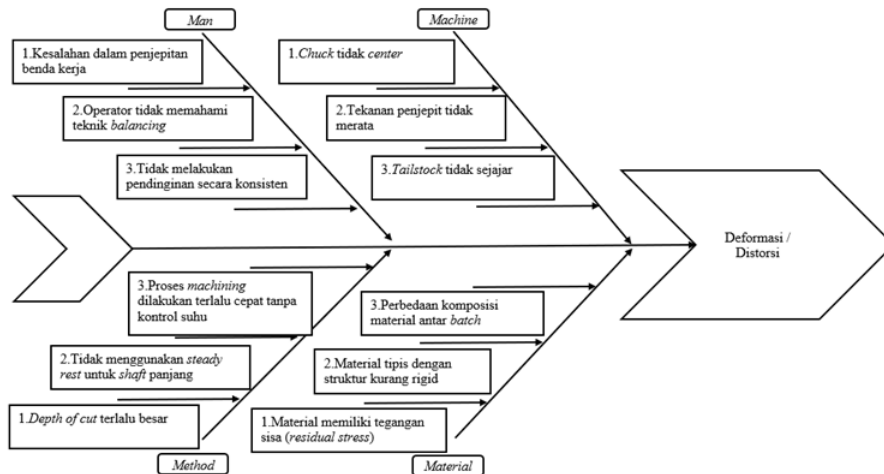 Man
Machine
1.Kesalahan dalam penjepitan
benda kerja
1.Chuck tidak center
2.Operator tidak memahami
teknik balancing
2.Tekanan penjepit tidak
merata
3.Tidak melakukan
pendinginan secara konsisten
3.Tailstock tidak sejajar
Deformasi /
Distorsi
3.Proses machining
dilakukan terlalu cepat tanpa
kontrol suhu
3.Perbedaan komposisi
material antar batch
2.Tidak menggunakan steady
rest untuk shaft panjang
2.Material tipis dengan
struktur kurang rigid
1.Depth of cut terlalu besar
1.Material memiliki tegangan
sisa (residual stress)
Method
Material